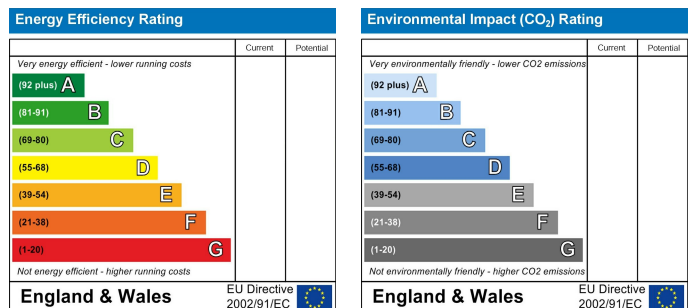 Energy Efficiency Rating
Current Potential
Very energy efficient - lower running costs
(92 plus) A
(81-91) B
(69-80) C
(55-68) D
(39-54) E
(21-38) F
(1-20) G
Not energy efficient - higher running costs
England & Wales
EU Directive
2002/91/EC
Environmental Impact (CO₂) Rating
Current Potential
Very environmentally friendly - lower CO2 emissions
(92 plus) A
(81-91) B
(69-80) C
(55-68) D
(39-54) E
(21-38) F
(1-20) G
Not environmentally friendly - higher CO2 emissions
England & Wales
EU Directive
2002/91/EC